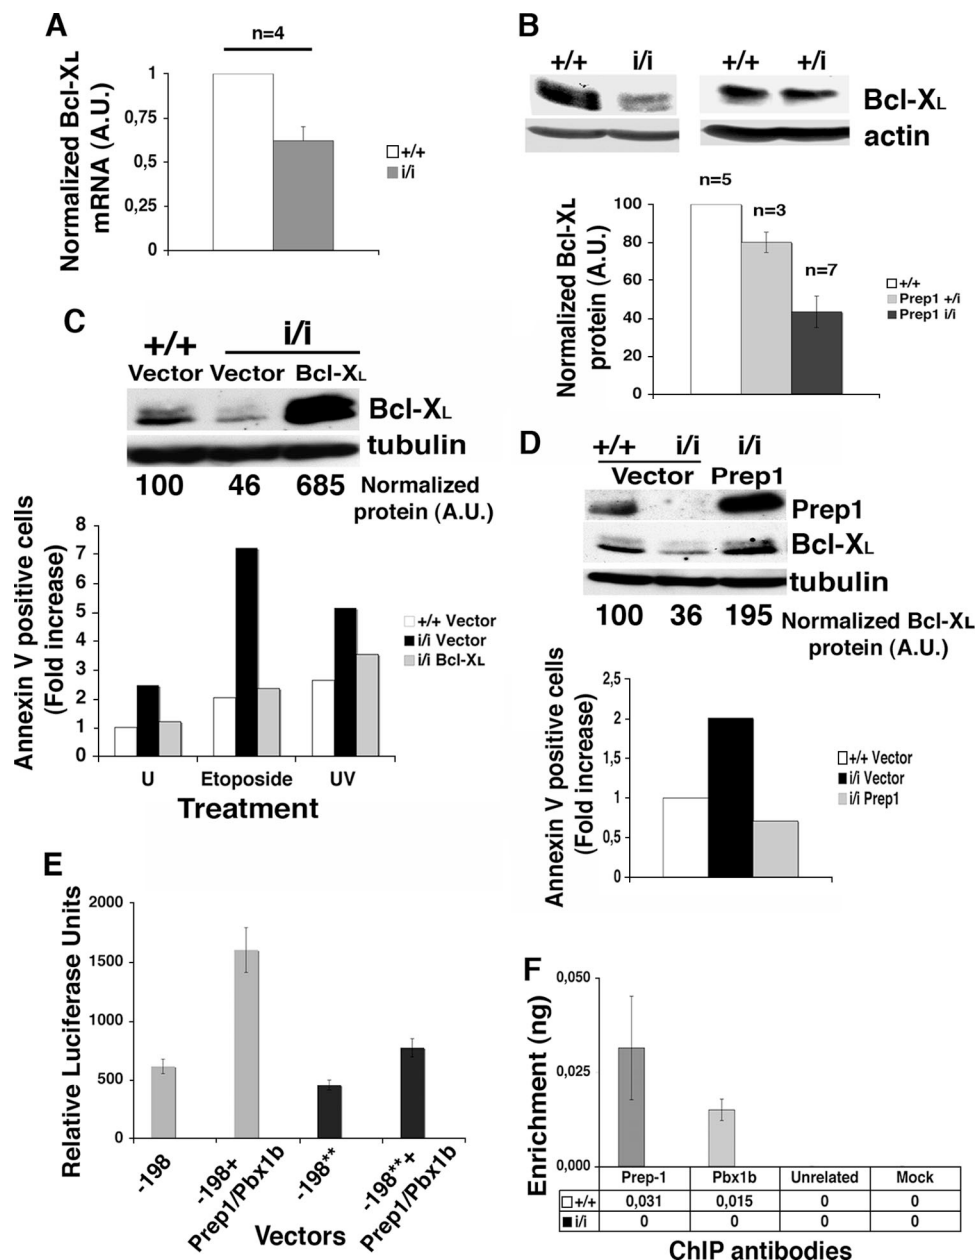 A
n=4
Normalized Bcl-XL
mRNA (A.U.)
1
0,75
0,5
0,25
0
+/+
i/i
B
+/+ i/i +/+ +/i
Bcl-XL
actin
n=5
n=3
n=7
Normalized Bcl-XL
protein (A.U.)
100
80
60
40
20
0
+/+
Prep1 +/i
Prep1 i/i
C
+/+ i/i
Vector Vector Bcl-XL
Bcl-XL
tubulin
100 46 685 Normalized
protein (A.U.)
Annexin V positive cells
(Fold increase)
8
7
6
5
4
3
2
1
0
+/+ Vector
i/i Vector
i/i Bcl-XL
U Etoposide UV
Treatment
D
+/+ i/i i/i
Vector Prep1
Prep1
Bcl-XL
tubulin
100 36 195 Normalized Bcl-XL
protein (A.U.)
Annexin V positive cells
(Fold increase)
2,5
2
1,5
1
0,5
0
+/+ Vector
i/i Vector
i/i Prep1
E
Relative Luciferase Units
2000
1500
1000
500
0
-198
-198+
Prep1/Pbx1b
-198**
-198**+
Prep1/Pbx1b
Vectors
F
Enrichment (ng)
0,050
0,025
0,000
Prep-1 Pbx1b Unrelated Mock
+/+ 0,031 0,015 0 0
i/i 0 0 0 0
ChIP antibodies